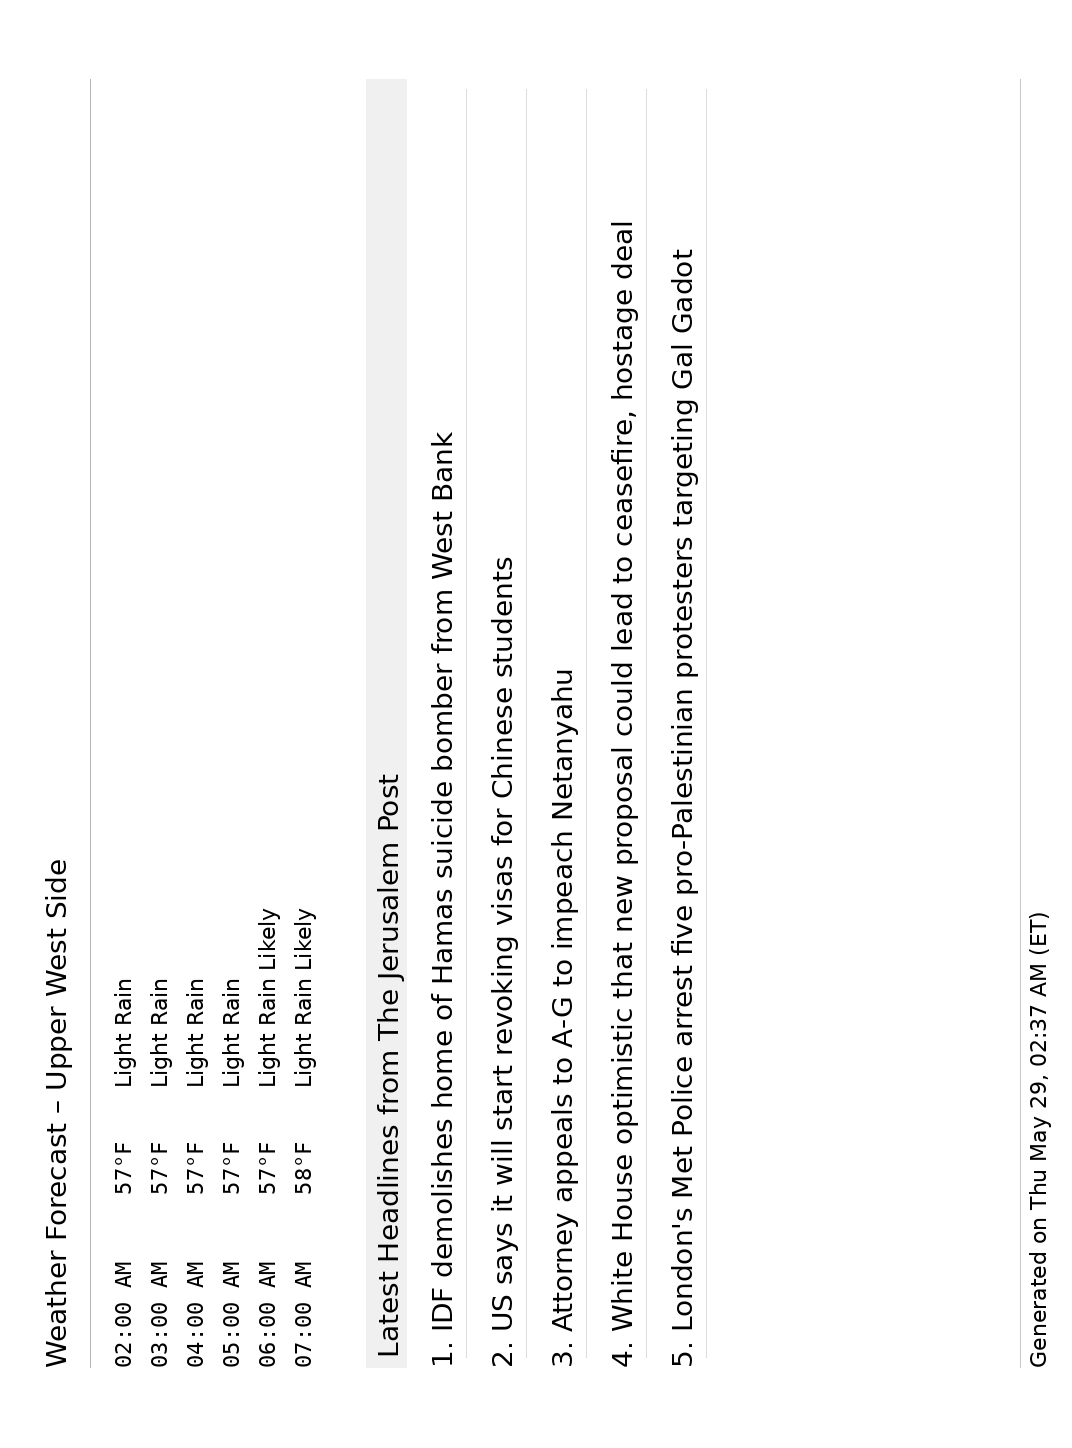 Weather Forecast – Upper West Side
02:00 AM 57°F Light Rain
03:00 AM 57°F Light Rain
04:00 AM 57°F Light Rain
05:00 AM 57°F Light Rain
06:00 AM 57°F Light Rain Likely
07:00 AM 58°F Light Rain Likely
Latest Headlines from The Jerusalem Post
1. IDF demolishes home of Hamas suicide bomber from West Bank
2. US says it will start revoking visas for Chinese students
3. Attorney appeals to A-G to impeach Netanyahu
4. White House optimistic that new proposal could lead to ceasefire, hostage deal
5. London's Met Police arrest five pro-Palestinian protesters targeting Gal Gadot
Generated on Thu May 29, 02:37 AM (ET)